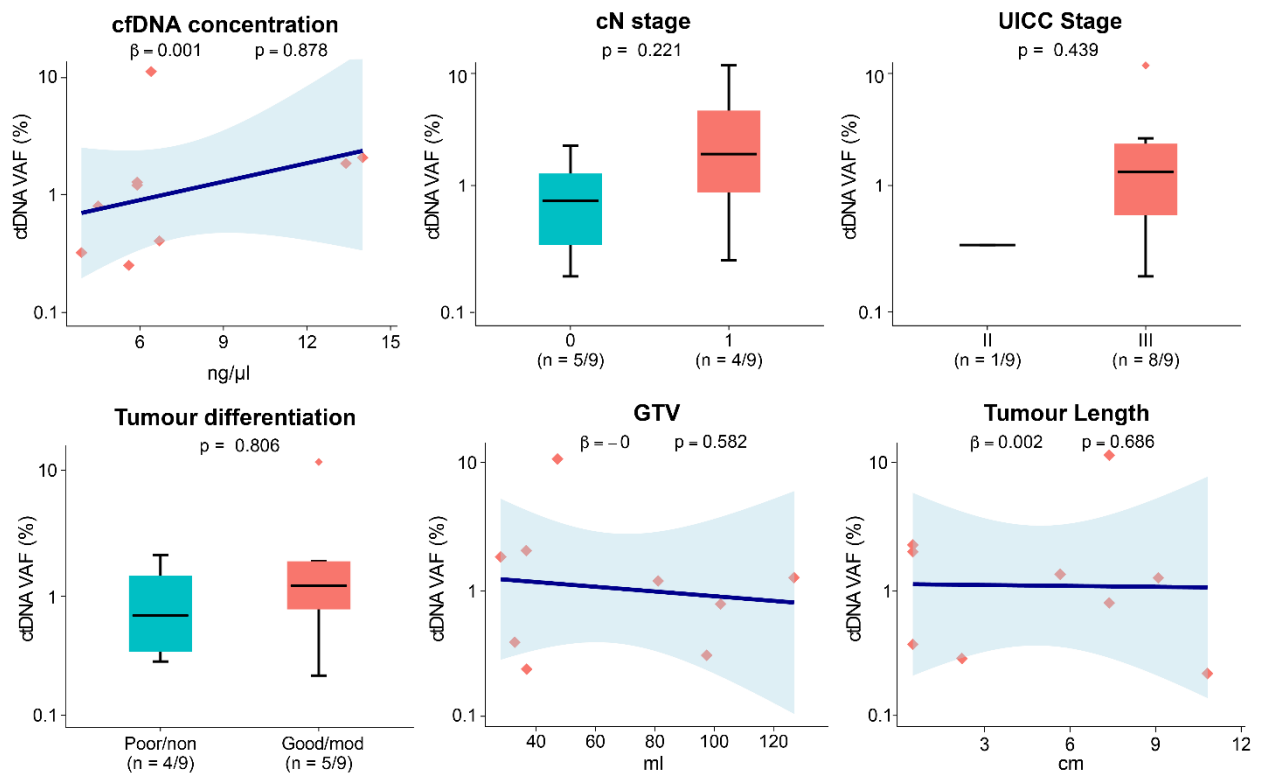 cfDNA concentration
β = 0.001 p = 0.878
ctDNA VAF (%)
10
1
0.1
6 9 12 15
ng/µl
cN stage
p = 0.221
ctDNA VAF (%)
10
1
0.1
0 1
(n = 5/9) (n = 4/9)
UICC Stage
p = 0.439
ctDNA VAF (%)
10
1
0.1
II III
(n = 1/9) (n = 8/9)
Tumour differentiation
p = 0.806
ctDNA VAF (%)
10
1
0.1
Poor/non Good/mod
(n = 4/9) (n = 5/9)
GTV
β = −0 p = 0.582
ctDNA VAF (%)
10
1
0.1
40 60 80 100 120
ml
Tumour Length
β = 0.002 p = 0.686
ctDNA VAF (%)
10
1
0.1
3 6 9 12
cm